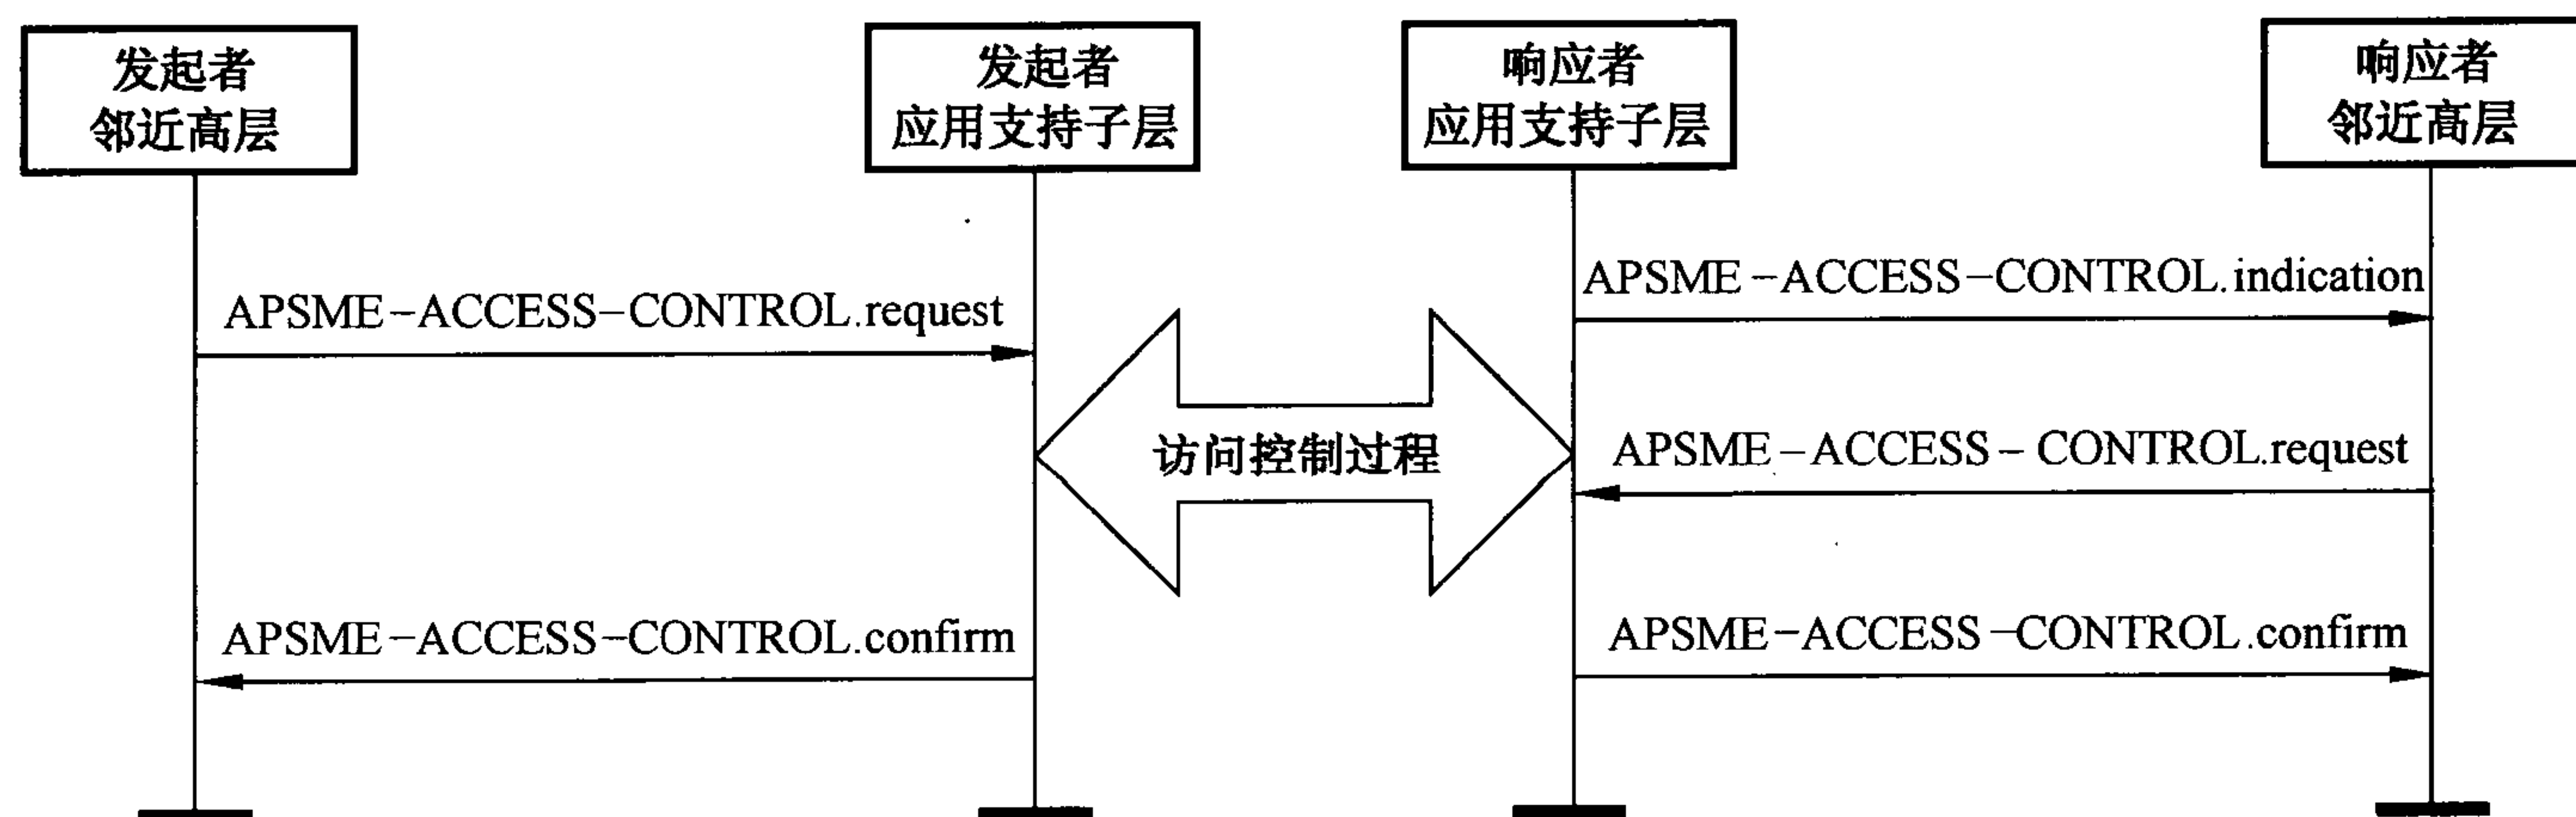 发起者
邻近高层
发起者
应用支持子层
响应者
应用支持子层
响应者
邻近高层
APSME-ACCESS-CONTROL.indication
APSME-ACCESS-CONTROL.request
访问控制过程
APSME-ACCESS-CONTROL.request
APSME-ACCESS-CONTROL.confirm
APSME-ACCESS-CONTROL.confirm